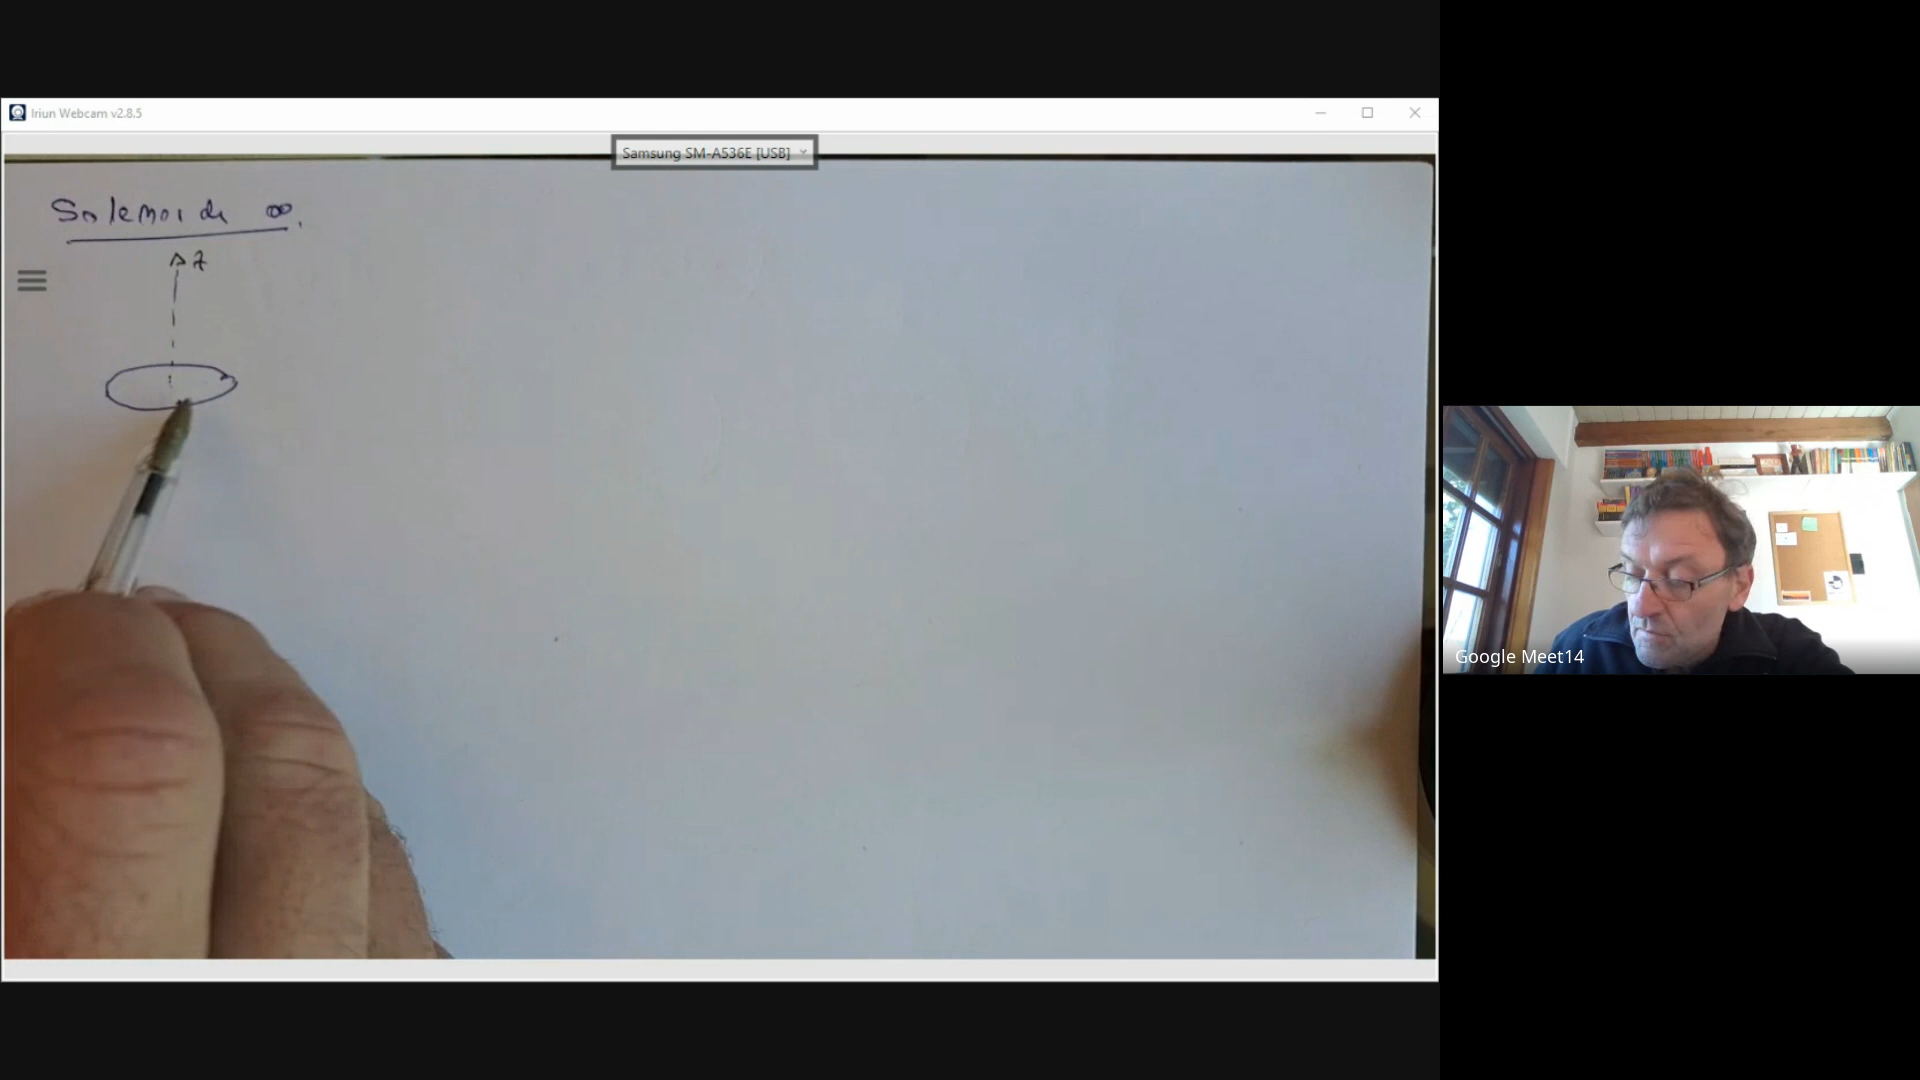 Iriun Webcam v2.8.5
Samsung SM-A536E [USB]
Solenoide ∞.
z
Google Meet14